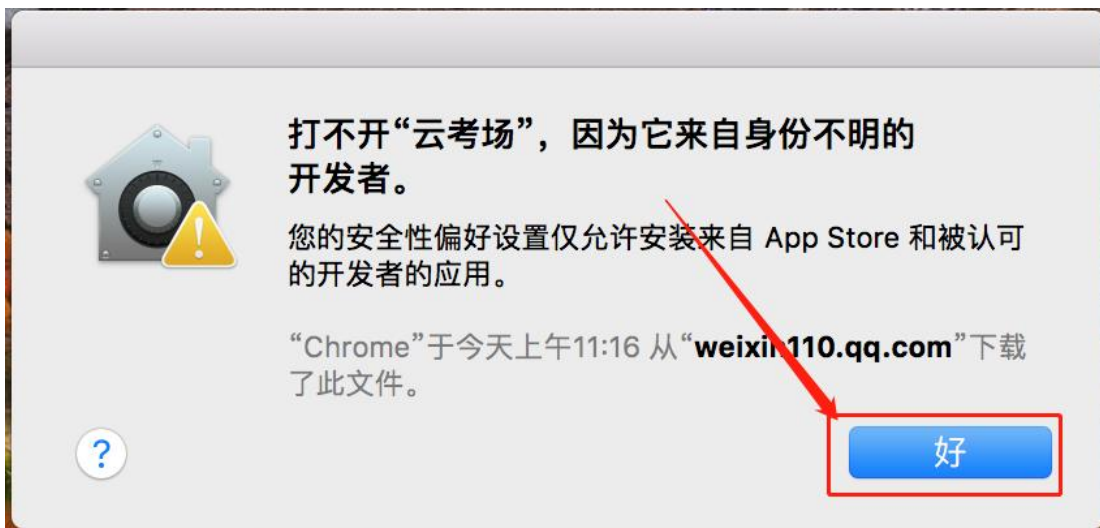 打不开“云考场”，因为它来自身份不明的
开发者。
您的安全性偏好设置仅允许安装来自 App Store 和被认可
的开发者的应用。
“Chrome”于今天上午11:16 从“weixin110.qq.com”下载
了此文件。
?
好